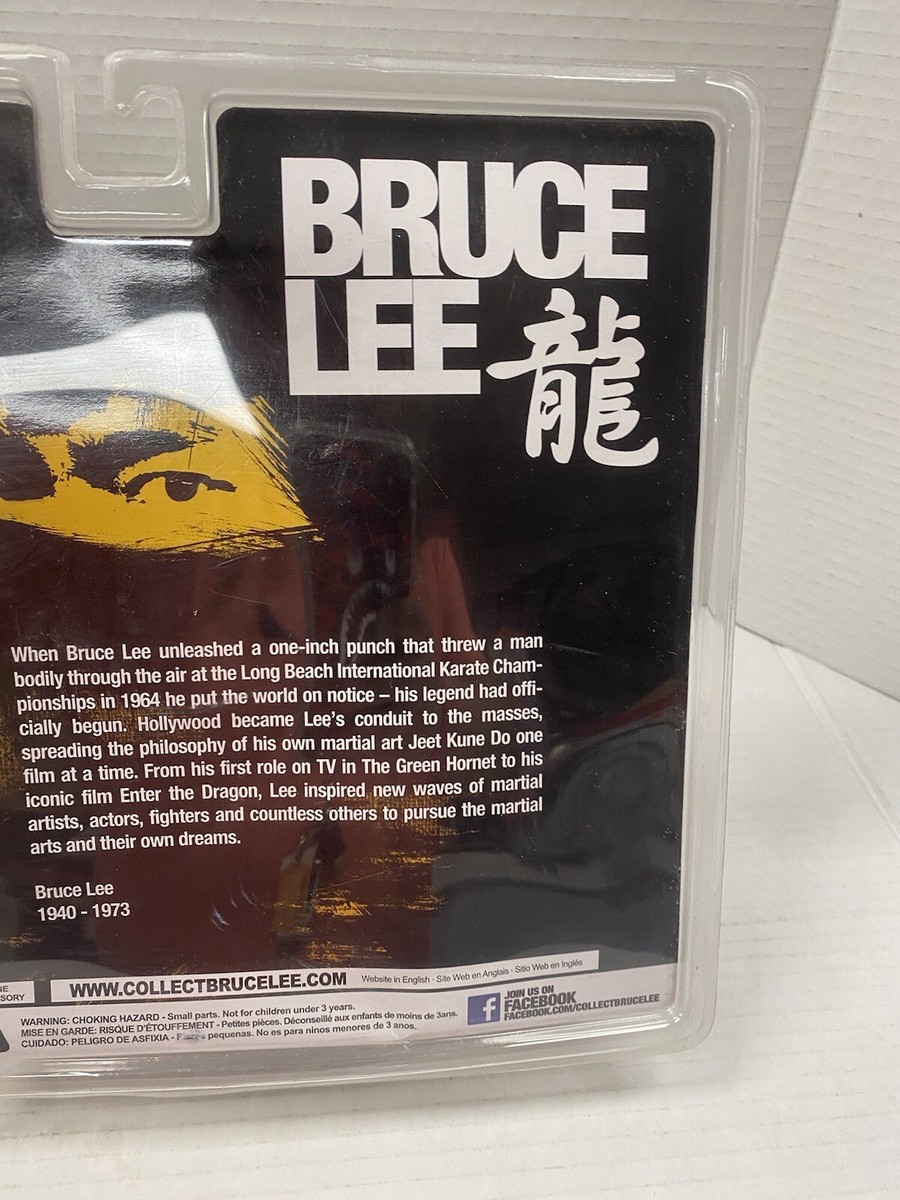 BRUCE
LEE 龍
When Bruce Lee unleashed a one-inch punch that threw a man
bodily through the air at the Long Beach International Karate Cham-
pionships in 1964 he put the world on notice – his legend had offi-
cially begun. Hollywood became Lee's conduit to the masses,
spreading the philosophy of his own martial art Jeet Kune Do one
film at a time. From his first role on TV in The Green Hornet to his
iconic film Enter the Dragon, Lee inspired new waves of martial
artists, actors, fighters and countless others to pursue the martial
arts and their own dreams.
Bruce Lee
1940 - 1973
NE
SORY
WWW.COLLECTBRUCELEE.COM Website in English · Site Web en Anglais · Sitio Web en Inglés
WARNING: CHOKING HAZARD - Small parts. Not for children under 3 years.
MISE EN GARDE: RISQUE D'ÉTOUFFEMENT - Petites pièces. Déconseillé aux enfants de moins de 3ans.
CUIDADO: PELIGRO DE ASFIXIA - pequenas. No es para ninos menores de 3 anos.
f JOIN US ON
FACEBOOK
FACEBOOK.COM/COLLECTBRUCELEE